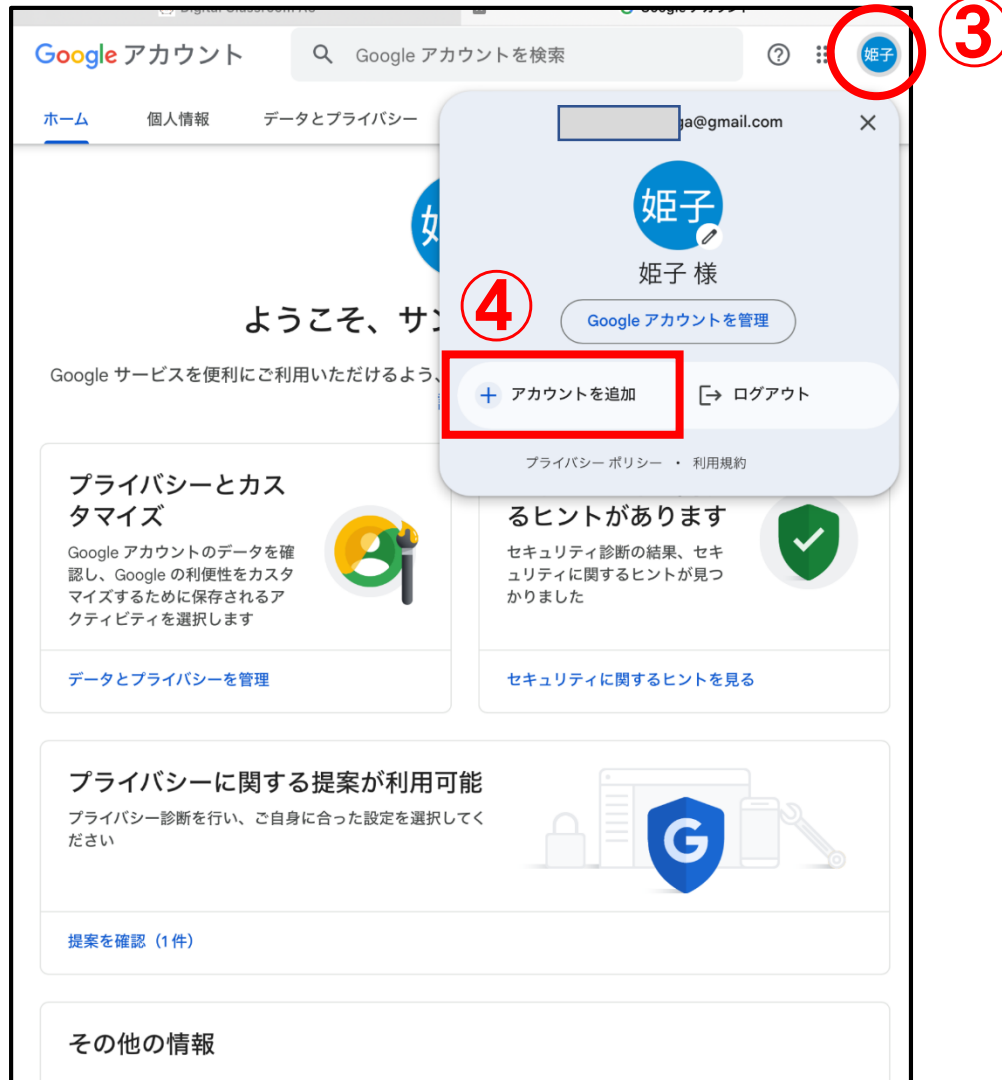 ③
Google アカウント
Google アカウントを検索
姫子
ホーム
個人情報
データとプライバシー
ga@gmail.com
姫子
姫子 様
④
Google アカウントを管理
アカウントを追加
ログアウト
プライバシー ポリシー ・ 利用規約
ようこそ、サ
Google サービスを便利にご利用いただけるよう、
プライバシーとカス
タマイズ
Google アカウントのデータを確
認し、Google の利便性をカスタ
マイズするために保存されるア
クティビティを選択します
データとプライバシーを管理
るヒントがあります
セキュリティ診断の結果、セキ
ュリティに関するヒントが見つ
かりました
セキュリティに関するヒントを見る
プライバシーに関する提案が利用可能
プライバシー診断を行い、ご自身に合った設定を選択してく
ださい
G
提案を確認（1 件）
その他の情報